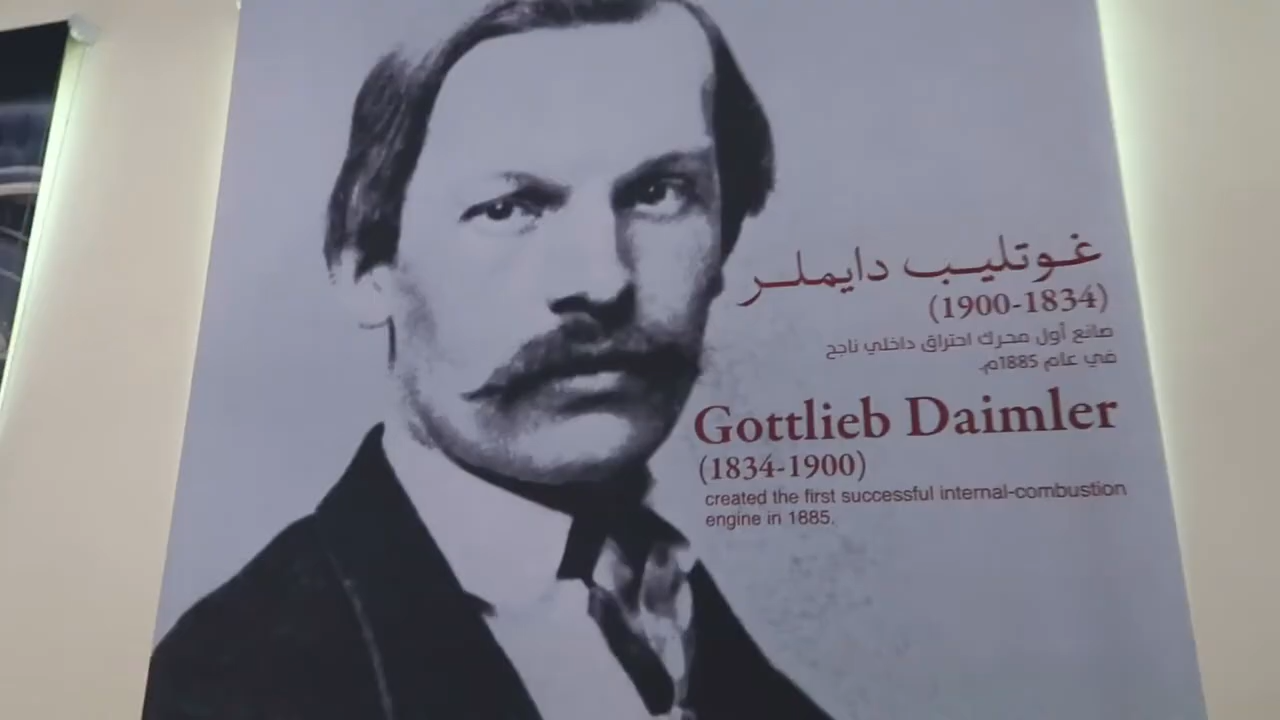 غوتليب دايملر
(1900-1834)
صانع أول محرك احتراق داخلي ناجح
في عام 1885م.
Gottlieb Daimler
(1834-1900)
created the first successful internal-combustion
engine in 1885.